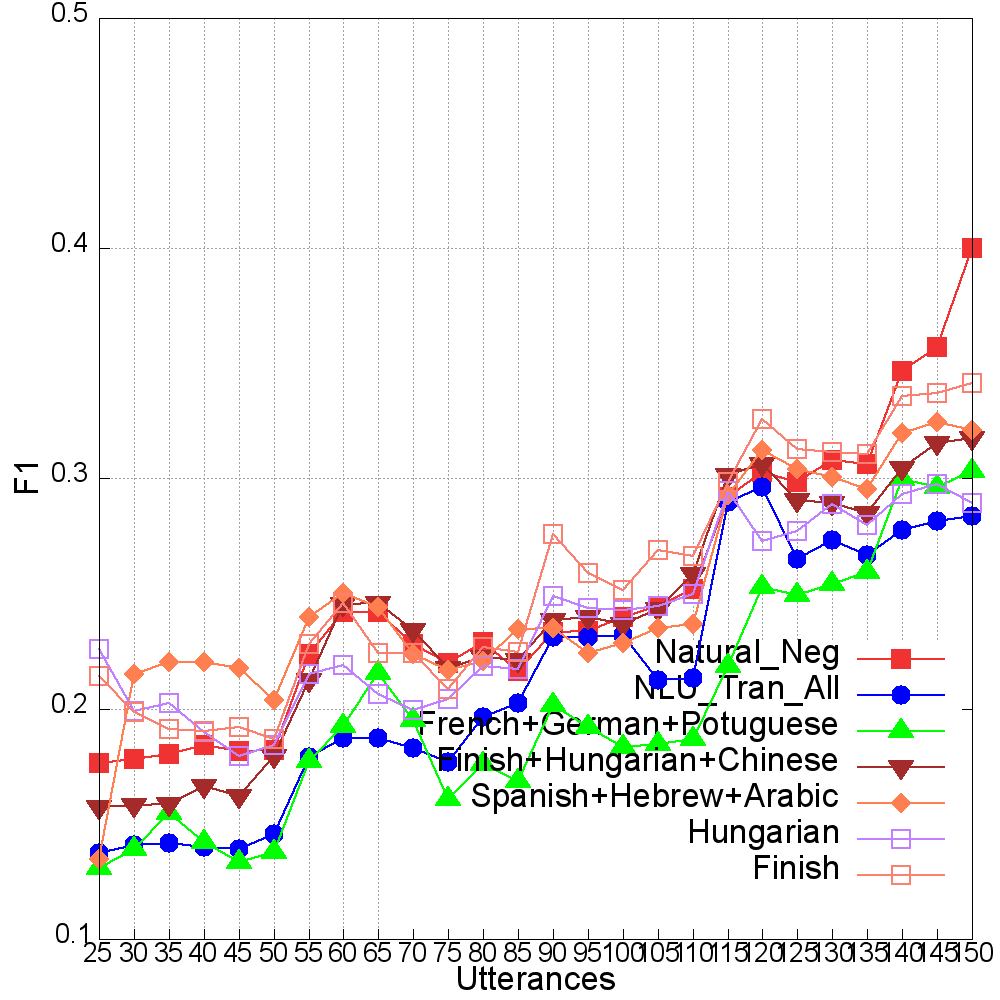 0.5
0.4
0.3
0.2
0.1
F1
Natural_Neg
NLU_Tran_All
French+German+Potuguese
Finish+Hungarian+Chinese
Spanish+Hebrew+Arabic
Hungarian
Finish
25 30 35 40 45 50 55 60 65 70 75 80 85 90 95 100 105 110 115 120 125 130 135 140 145 150
Utterances